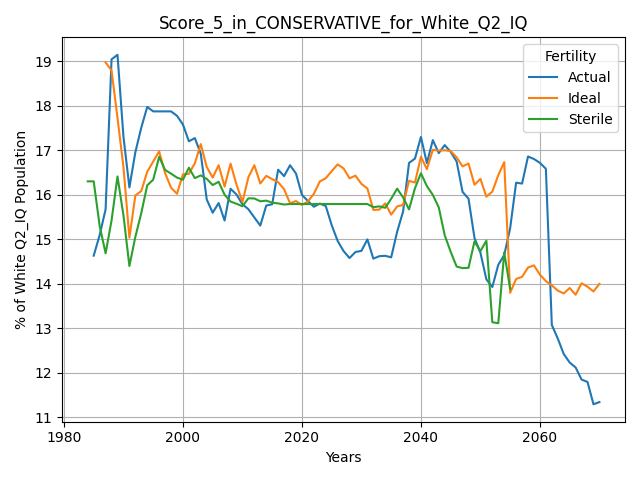 Score_5_in_CONSERVATIVE_for_White_Q2_IQ
Fertility
Actual
Ideal
Sterile
% of White Q2_IQ Population
19
18
17
16
15
14
13
12
11
1980
2000
2020
2040
2060
Years